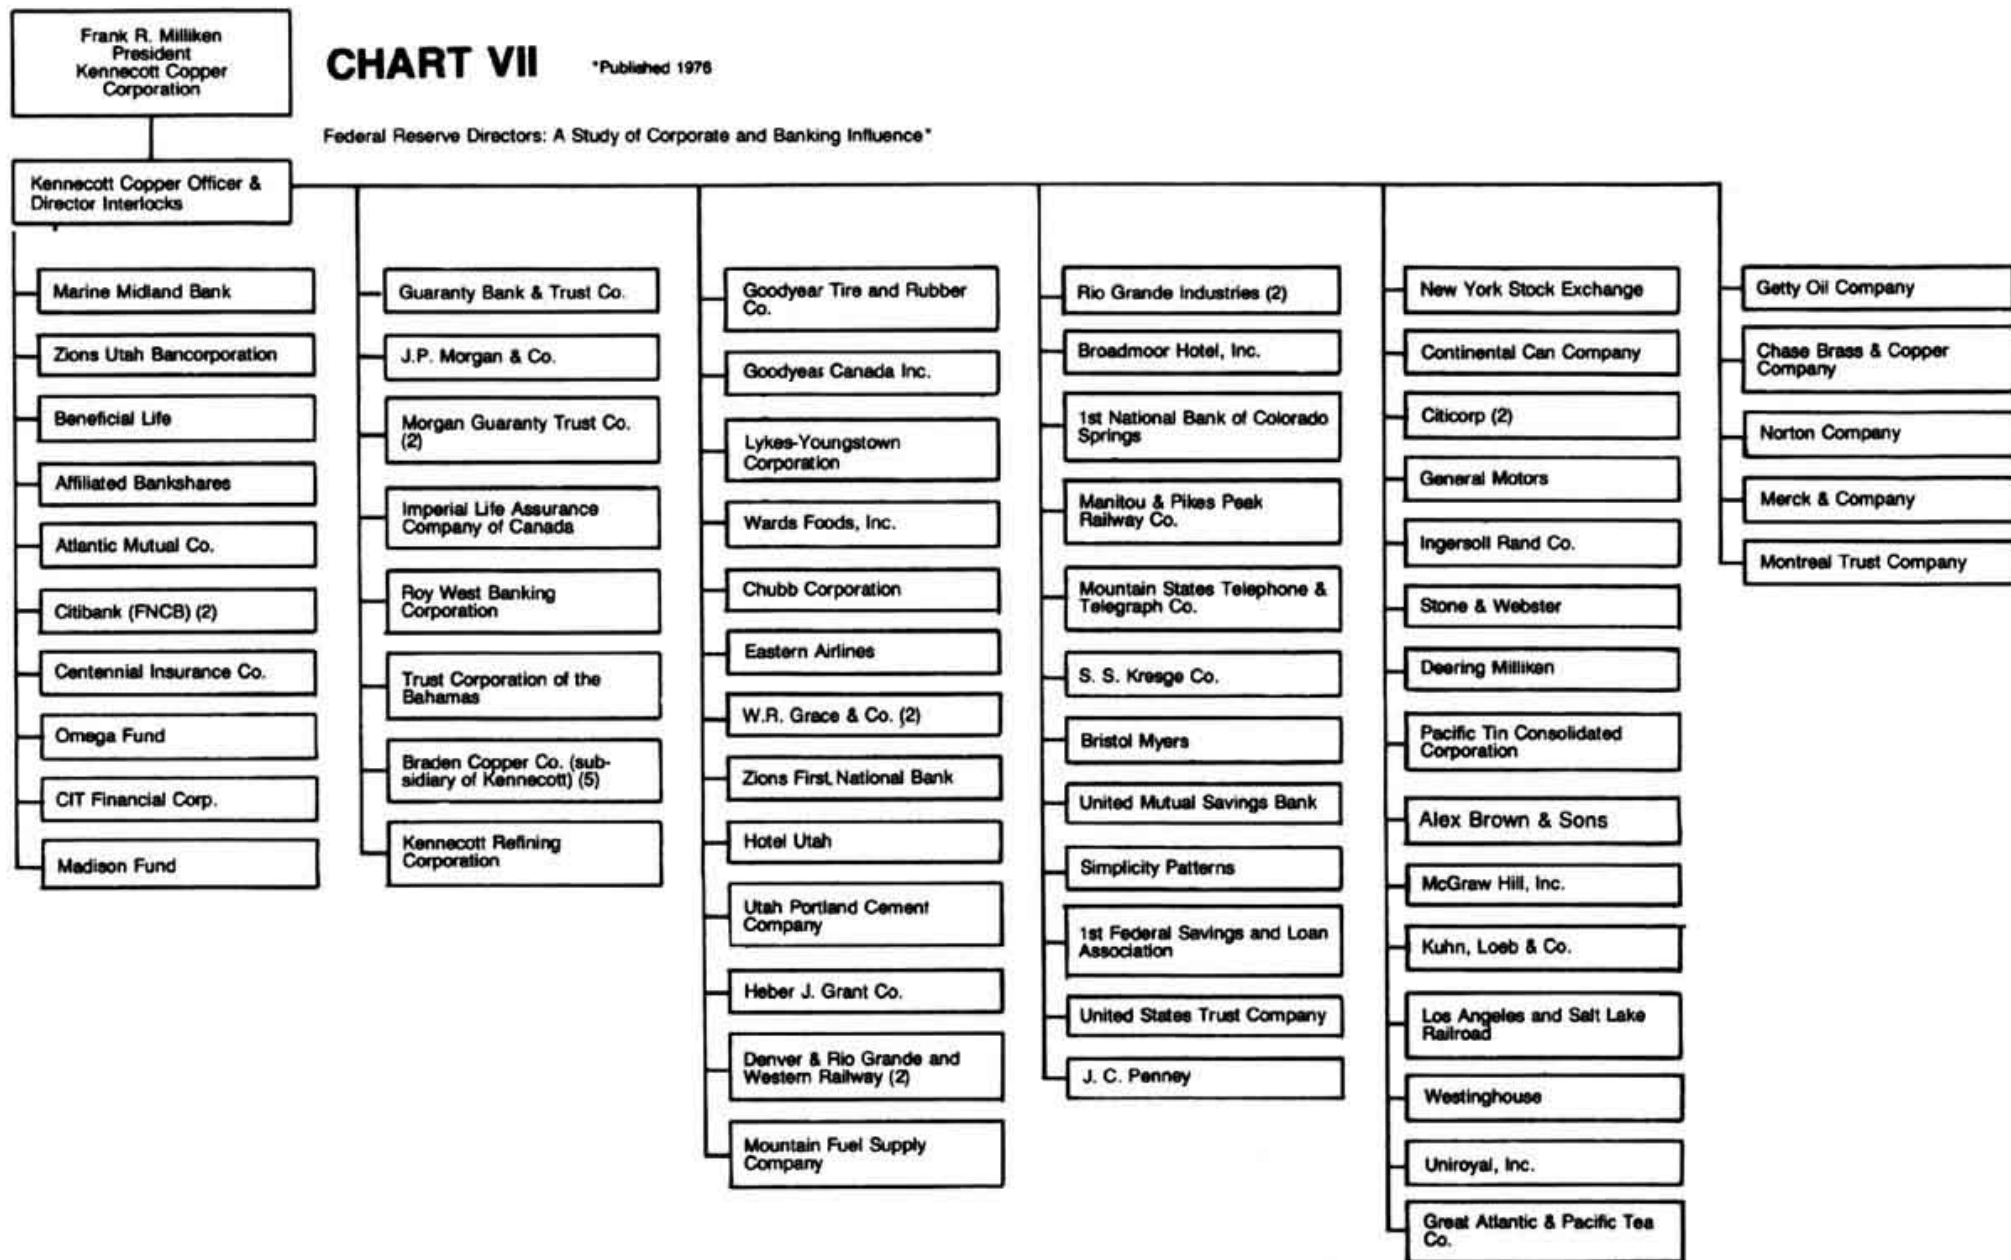 Frank R. Milliken
President
Kennecott Copper
Corporation
CHART VII
*Published 1976
Federal Reserve Directors: A Study of Corporate and Banking Influence*
Kennecott Copper Officer &
Director Interlocks
Marine Midland Bank
Zions Utah Bancorporation
Beneficial Life
Affiliated Bankshares
Atlantic Mutual Co.
Citibank (FNCB) (2)
Centennial Insurance Co.
Omega Fund
CIT Financial Corp.
Madison Fund
Guaranty Bank & Trust Co.
J.P. Morgan & Co.
Morgan Guaranty Trust Co.
(2)
Imperial Life Assurance
Company of Canada
Roy West Banking
Corporation
Trust Corporation of the
Bahamas
Braden Copper Co. (sub-
sidiary of Kennecott) (5)
Kennecott Refining
Corporation
Goodyear Tire and Rubber
Co.
Goodyear Canada Inc.
Lykes-Youngstown
Corporation
Wards Foods, Inc.
Chubb Corporation
Eastern Airlines
W.R. Grace & Co. (2)
Zions First National Bank
Hotel Utah
Utah Portland Cement
Company
Heber J. Grant Co.
Denver & Rio Grande and
Western Railway (2)
Mountain Fuel Supply
Company
Rio Grande Industries (2)
Broadmoor Hotel, Inc.
1st National Bank of Colorado
Springs
Manitou & Pikes Peak
Railway Co.
Mountain States Telephone &
Telegraph Co.
S. S. Kresge Co.
Bristol Myers
United Mutual Savings Bank
Simplicity Patterns
1st Federal Savings and Loan
Association
United States Trust Company
J. C. Penney
New York Stock Exchange
Continental Can Company
Citicorp (2)
General Motors
Ingersoll Rand Co.
Stone & Webster
Deering Milliken
Pacific Tin Consolidated
Corporation
Alex Brown & Sons
McGraw Hill, Inc.
Kuhn, Loeb & Co.
Los Angeles and Salt Lake
Railroad
Westinghouse
Uniroyal, Inc.
Great Atlantic & Pacific Tea
Co.
Getty Oil Company
Chase Brass & Copper
Company
Norton Company
Merck & Company
Montreal Trust Company